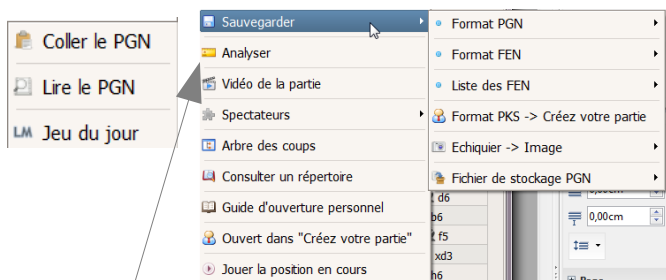 Coller le PGN
Lire le PGN
LM Jeu du jour
Sauvegarder
Analyser
Vidéo de la partie
Spectateurs
Arbre des coups
Consulter un répertoire
Guide d'ouverture personnel
Ouvert dans "Créez votre partie"
Jouer la position en cours
Format PGN
Format FEN
Liste des FEN
Format PKS -> Créez votre partie
Echiquier -> Image
Fichier de stockage PGN
d6
b6
f5
xd3
h6
0,00cm
0,00cm